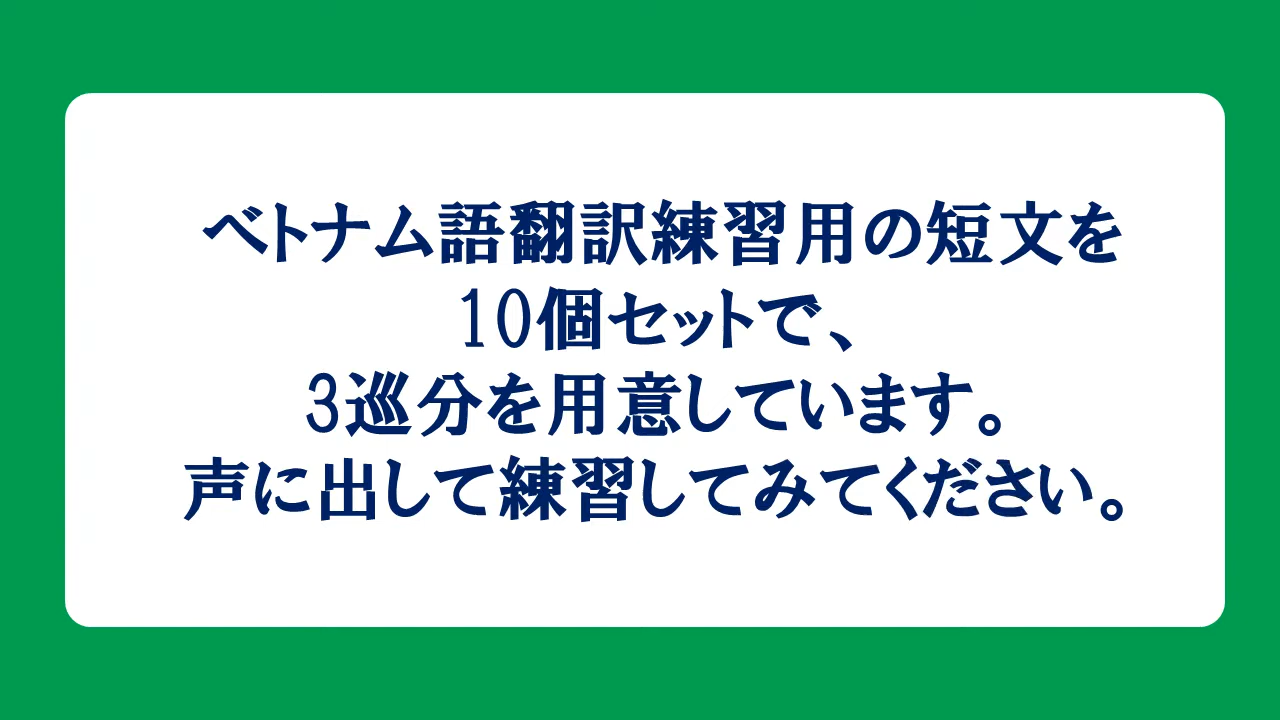 ベトナム語翻訳練習用の短文を
10個セットで、
3巡分を用意しています。
声に出して練習してみてください。